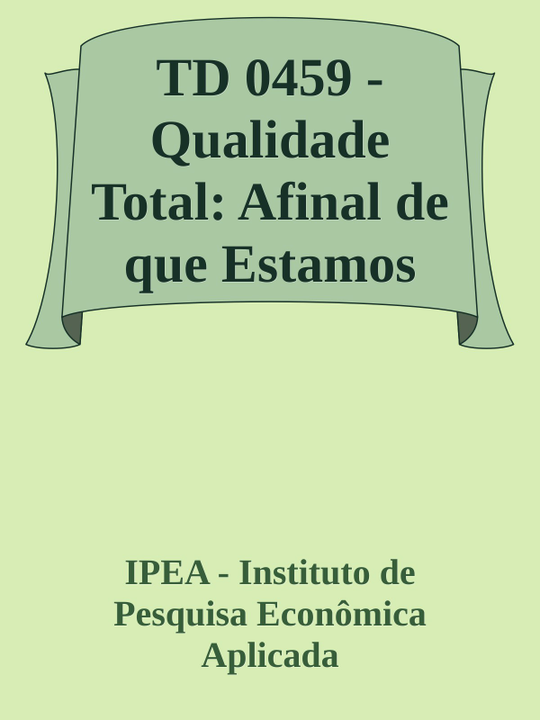 TD 0459 -
Qualidade
Total: Afinal de
que Estamos
IPEA - Instituto de
Pesquisa Econômica
Aplicada